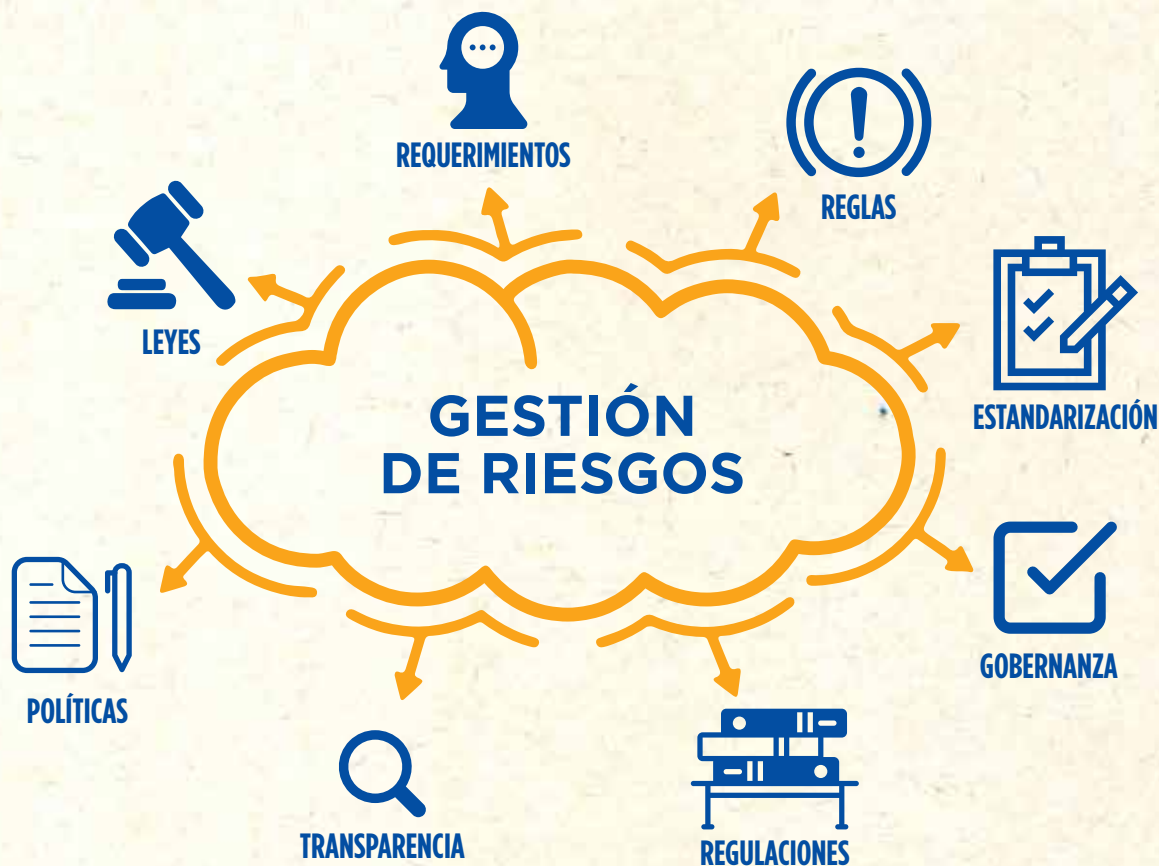 REQUERIMIENTOS
REGLAS
LEYES
ESTANDARIZACIÓN
GESTIÓN
DE RIESGOS
GOBERNANZA
POLÍTICAS
TRANSPARENCIA
REGULACIONES